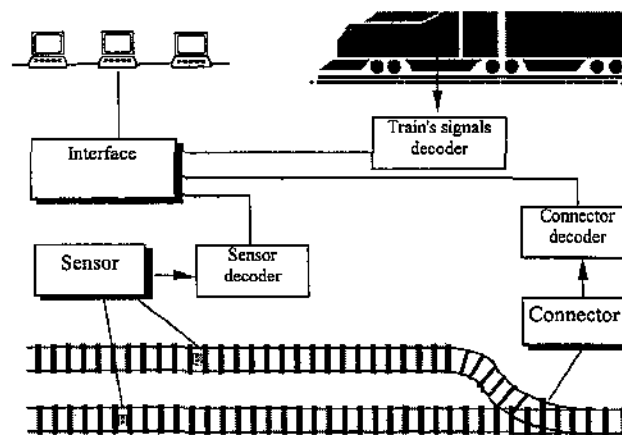 Train's signals
decoder
Interface
Connector
decoder
Sensor
Sensor
decoder
Connector